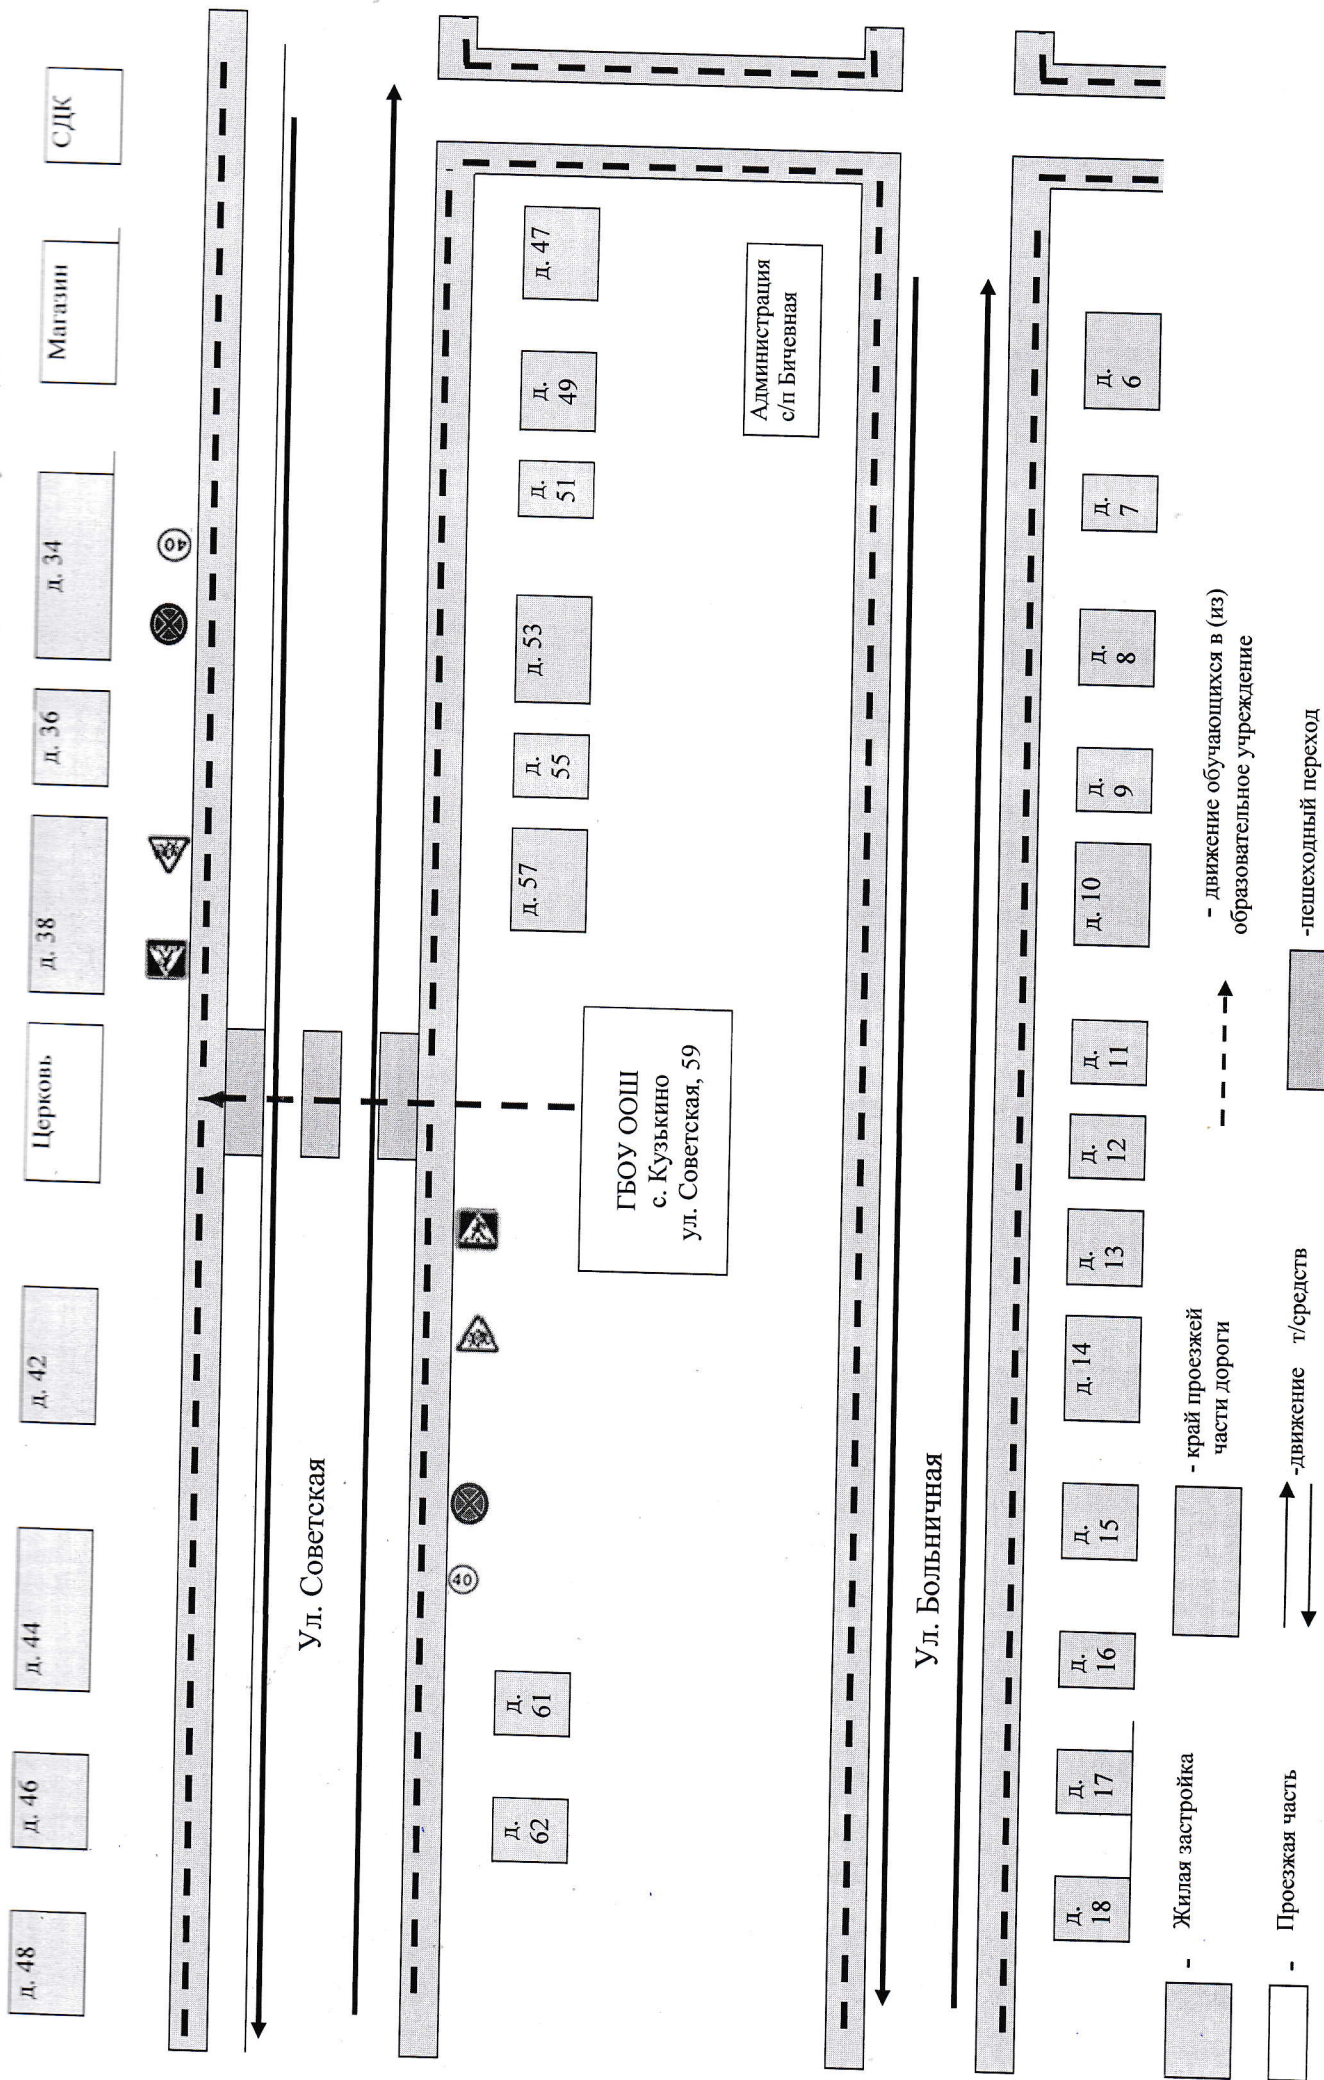 д. 48
д. 46
д. 44
д. 42
Церковь
д. 38
д. 36
д. 34
Магазин
СДК
40
Ул. Советская
40
д.
62
д.
61
ГБОУ ООШ
с. Кузькино
ул. Советская, 59
д. 57
д.
55
д. 53
д.
51
д.
49
д. 47
Администрация
с/п Бичевная
Ул. Больничная
д.
18
д.
17
д.
16
д.
15
д. 14
д.
13
д.
12
д.
11
д. 10
д.
9
д.
8
д.
7
д.
6
- Жилая застройка
- край проезжей
части дороги
- движение обучающихся в (из)
образовательное учреждение
- Проезжая часть
-движение т/средств
-пешеходный переход